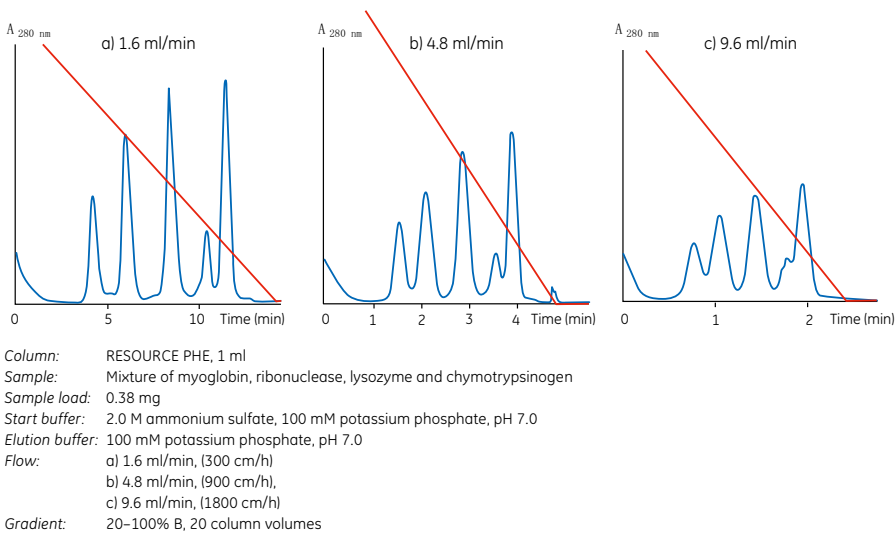 A 280 nm
a) 1.6 ml/min
0 5 10 Time (min)
A 280 nm
b) 4.8 ml/min
0 1 2 3 4 Time (min)
A 280 nm
c) 9.6 ml/min
0 1 2 Time (min)
Column: RESOURCE PHE, 1 ml
Sample: Mixture of myoglobin, ribonuclease, lysozyme and chymotrypsinogen
Sample load: 0.38 mg
Start buffer: 2.0 M ammonium sulfate, 100 mM potassium phosphate, pH 7.0
Elution buffer: 100 mM potassium phosphate, pH 7.0
Flow: a) 1.6 ml/min, (300 cm/h)
b) 4.8 ml/min, (900 cm/h),
c) 9.6 ml/min, (1800 cm/h)
Gradient: 20–100% B, 20 column volumes